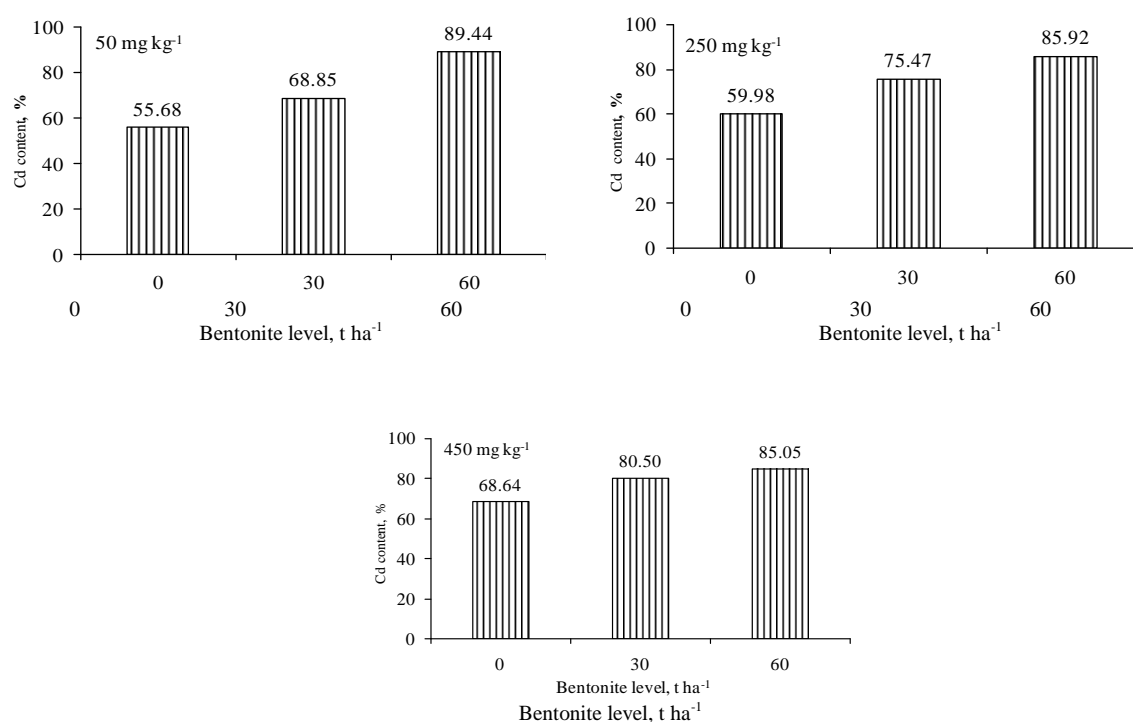 50 mg kg⁻¹
Cd content, %
100
80
60
40
20
0
55.68
68.85
89.44
0 30 60
0 30 60
Bentonite level, t ha⁻¹
250 mg kg⁻¹
Cd content, %
100
80
60
40
20
0
59.98
75.47
85.92
0 30 60
0 30 60
Bentonite level, t ha⁻¹
450 mg kg⁻¹
Cd content, %
100
80
60
40
20
0
68.64
80.50
85.05
0 30 60
Bentonite level, t ha⁻¹
Bentonite level, t ha⁻¹